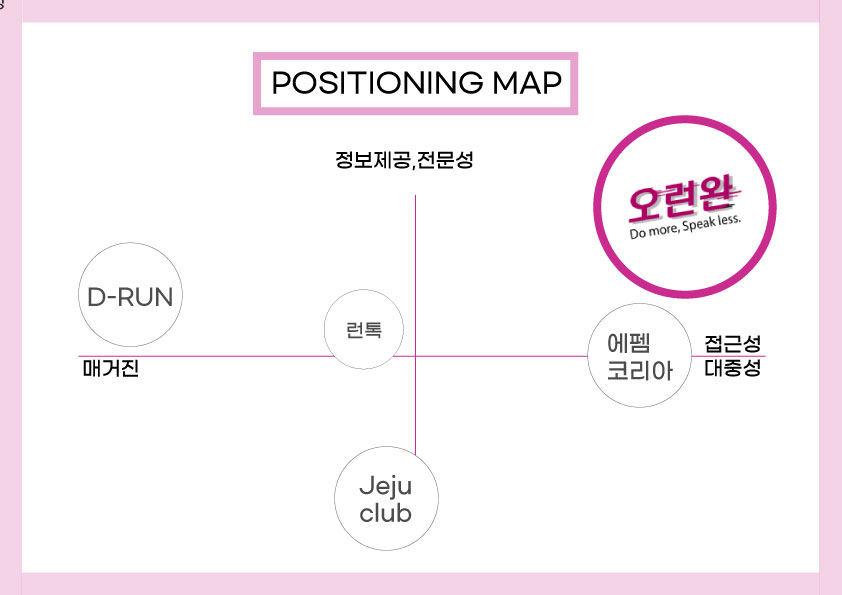 POSITIONING MAP
정보제공,전문성
오런완
Do more, Speak less.
D-RUN
런톡
에펨
코리아
접근성
대중성
매거진
Jeju
club